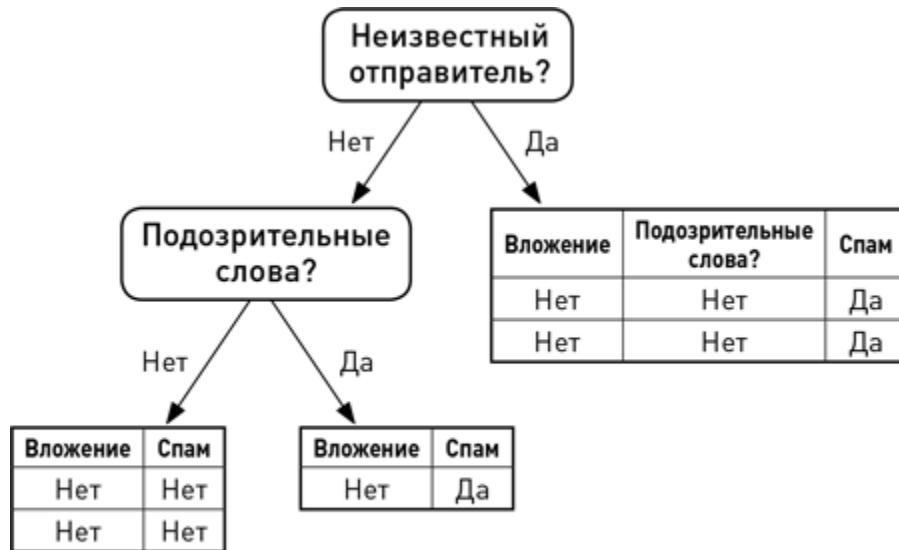 Неизвестный
отправитель?
Нет
Да
Подозрительные
слова?
Вложение Подозрительные слова? Спам
Нет Нет Да
Нет Нет Да
Нет
Да
Вложение Спам
Нет Нет
Нет Нет
Вложение Спам
Нет Да